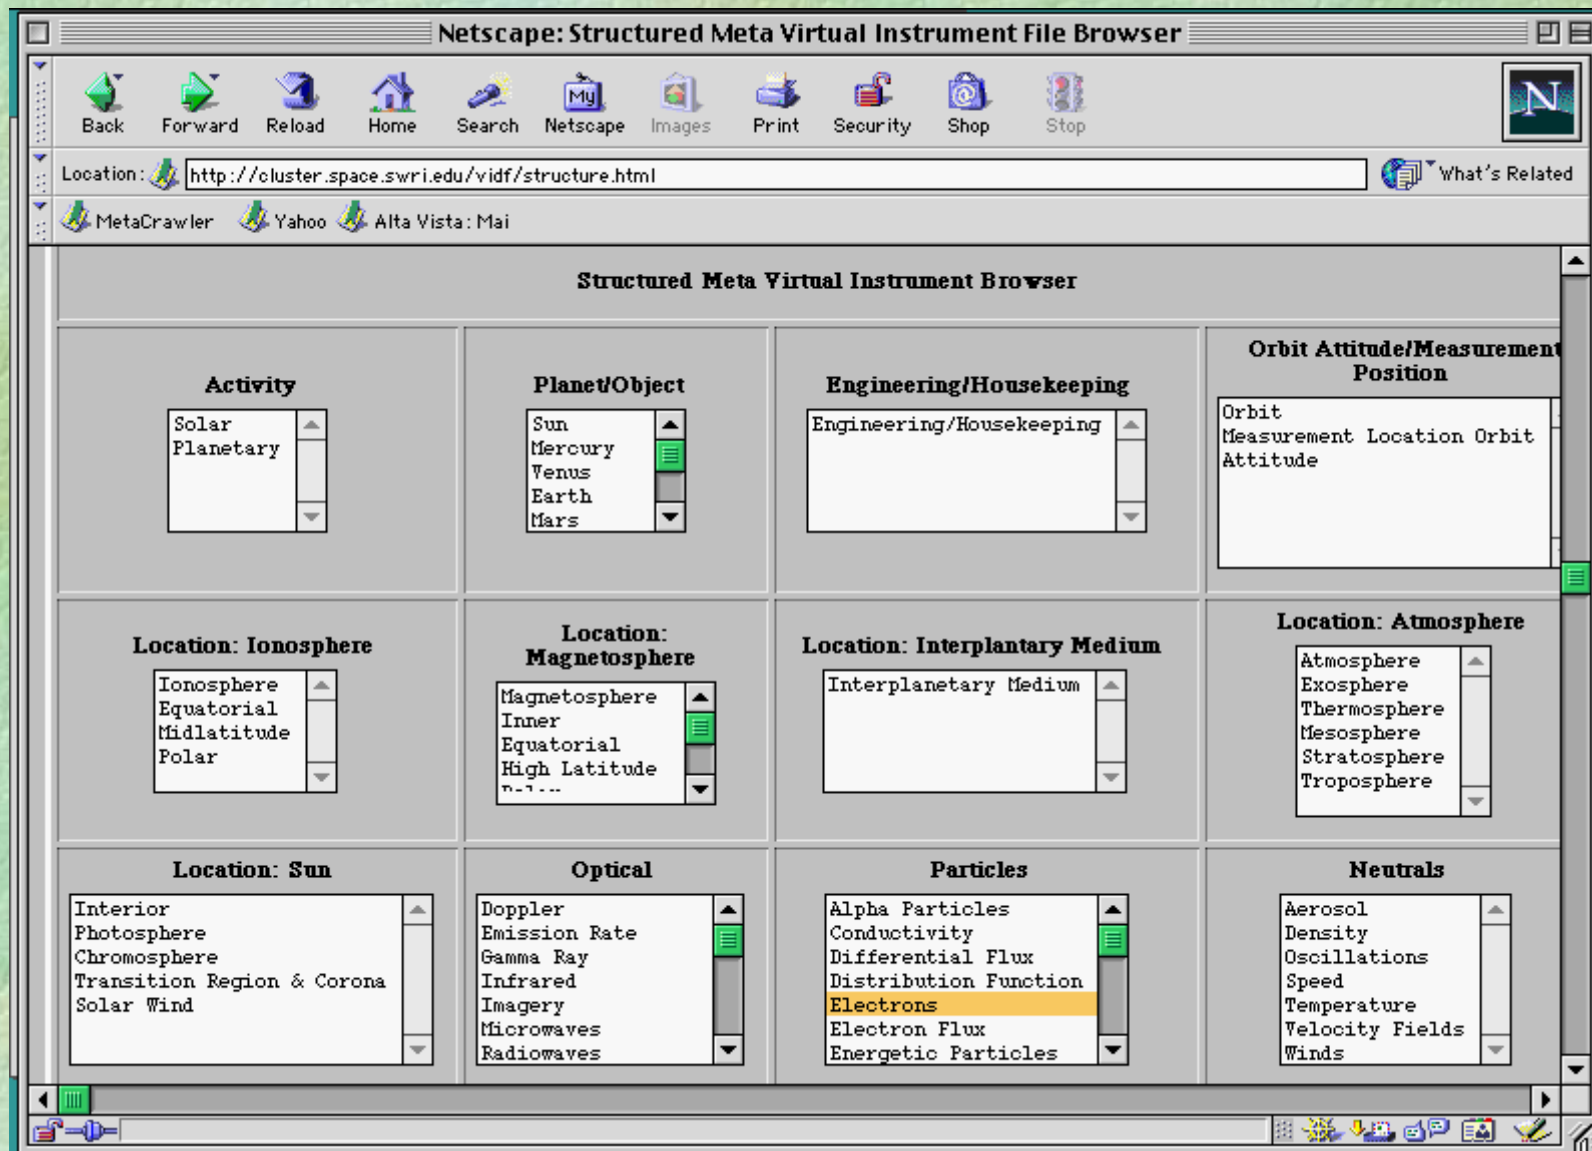 Netscape: Structured Meta Virtual Instrument File Browser
Back Forward Reload Home Search Netscape Images Print Security Shop Stop
My
N
Location: http://cluster.space.swri.edu/vidf/structure.html What's Related
MetaCrawler Yahoo Alta Vista: Mai
Structured Meta Virtual Instrument Browser
Activity
Solar
Planetary
Planet/Object
Sun
Mercury
Venus
Earth
Mars
Engineering/Housekeeping
Engineering/Housekeeping
Orbit Attitude/Measurement
Position
Orbit
Measurement Location Orbit
Attitude
Location: Ionosphere
Ionosphere
Equatorial
Midlatitude
Polar
Location:
Magnetosphere
Magnetosphere
Inner
Equatorial
High Latitude
Location: Interplantary Medium
Interplanetary Medium
Location: Atmosphere
Atmosphere
Exosphere
Thermosphere
Mesosphere
Stratosphere
Troposphere
Location: Sun
Interior
Photosphere
Chromosphere
Transition Region & Corona
Solar Wind
Optical
Doppler
Emission Rate
Gamma Ray
Infrared
Imagery
Microwaves
Radiowaves
Particles
Alpha Particles
Conductivity
Differential Flux
Distribution Function
Electrons
Electron Flux
Energetic Particles
Neutrals
Aerosol
Density
Oscillations
Speed
Temperature
Velocity Fields
Winds